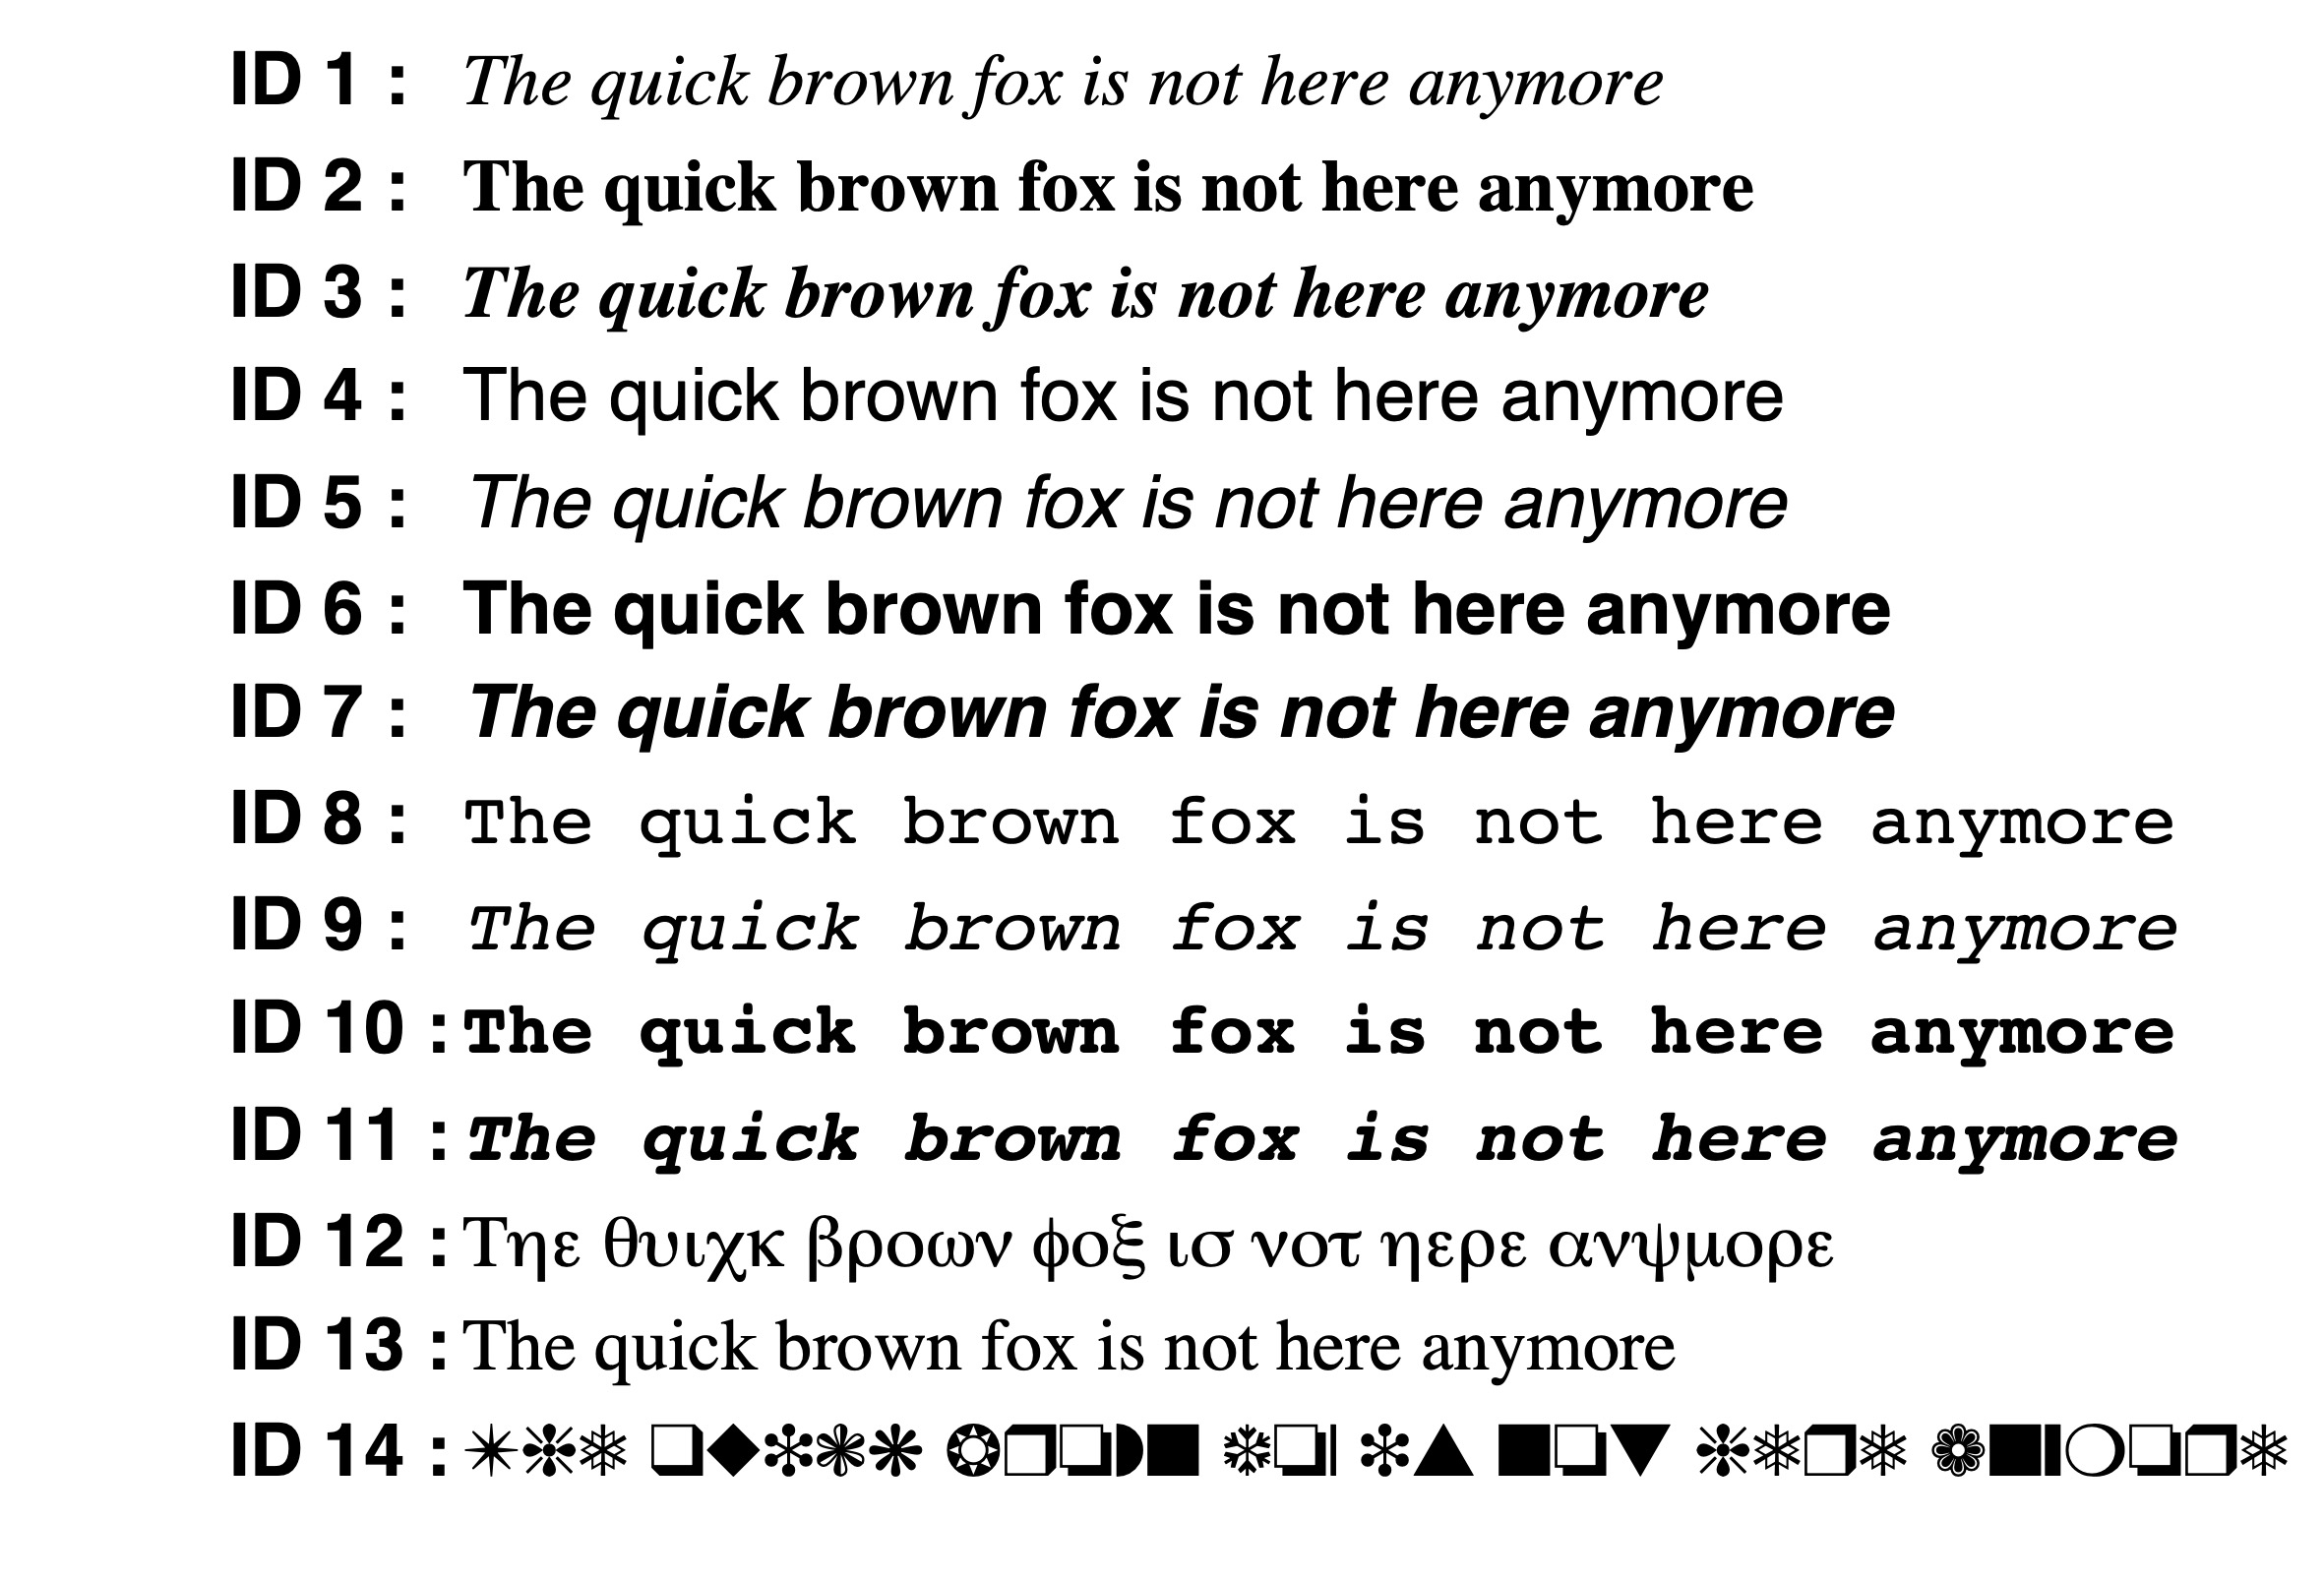 ID 1 : The quick brown fox is not here anymore
ID 2 : The quick brown fox is not here anymore
ID 3 : The quick brown fox is not here anymore
ID 4 : The quick brown fox is not here anymore
ID 5 : The quick brown fox is not here anymore
ID 6 : The quick brown fox is not here anymore
ID 7 : The quick brown fox is not here anymore
ID 8 : The quick brown fox is not here anymore
ID 9 : The quick brown fox is not here anymore
ID 10 : The quick brown fox is not here anymore
ID 11 : The quick brown fox is not here anymore
ID 12 : Τηε θυιχκ βροων φοξ ισ νοτ ηερε ανψμορε
ID 13 : The quick brown fox is not here anymore
ID 14 : ✴❉❅ ❑◆❉❃❋ ❂❒❏◗■ ❆❏❘ ❉▲ ■❏▼ ❈❅❒❅ ❁■❙❍❏❒❅